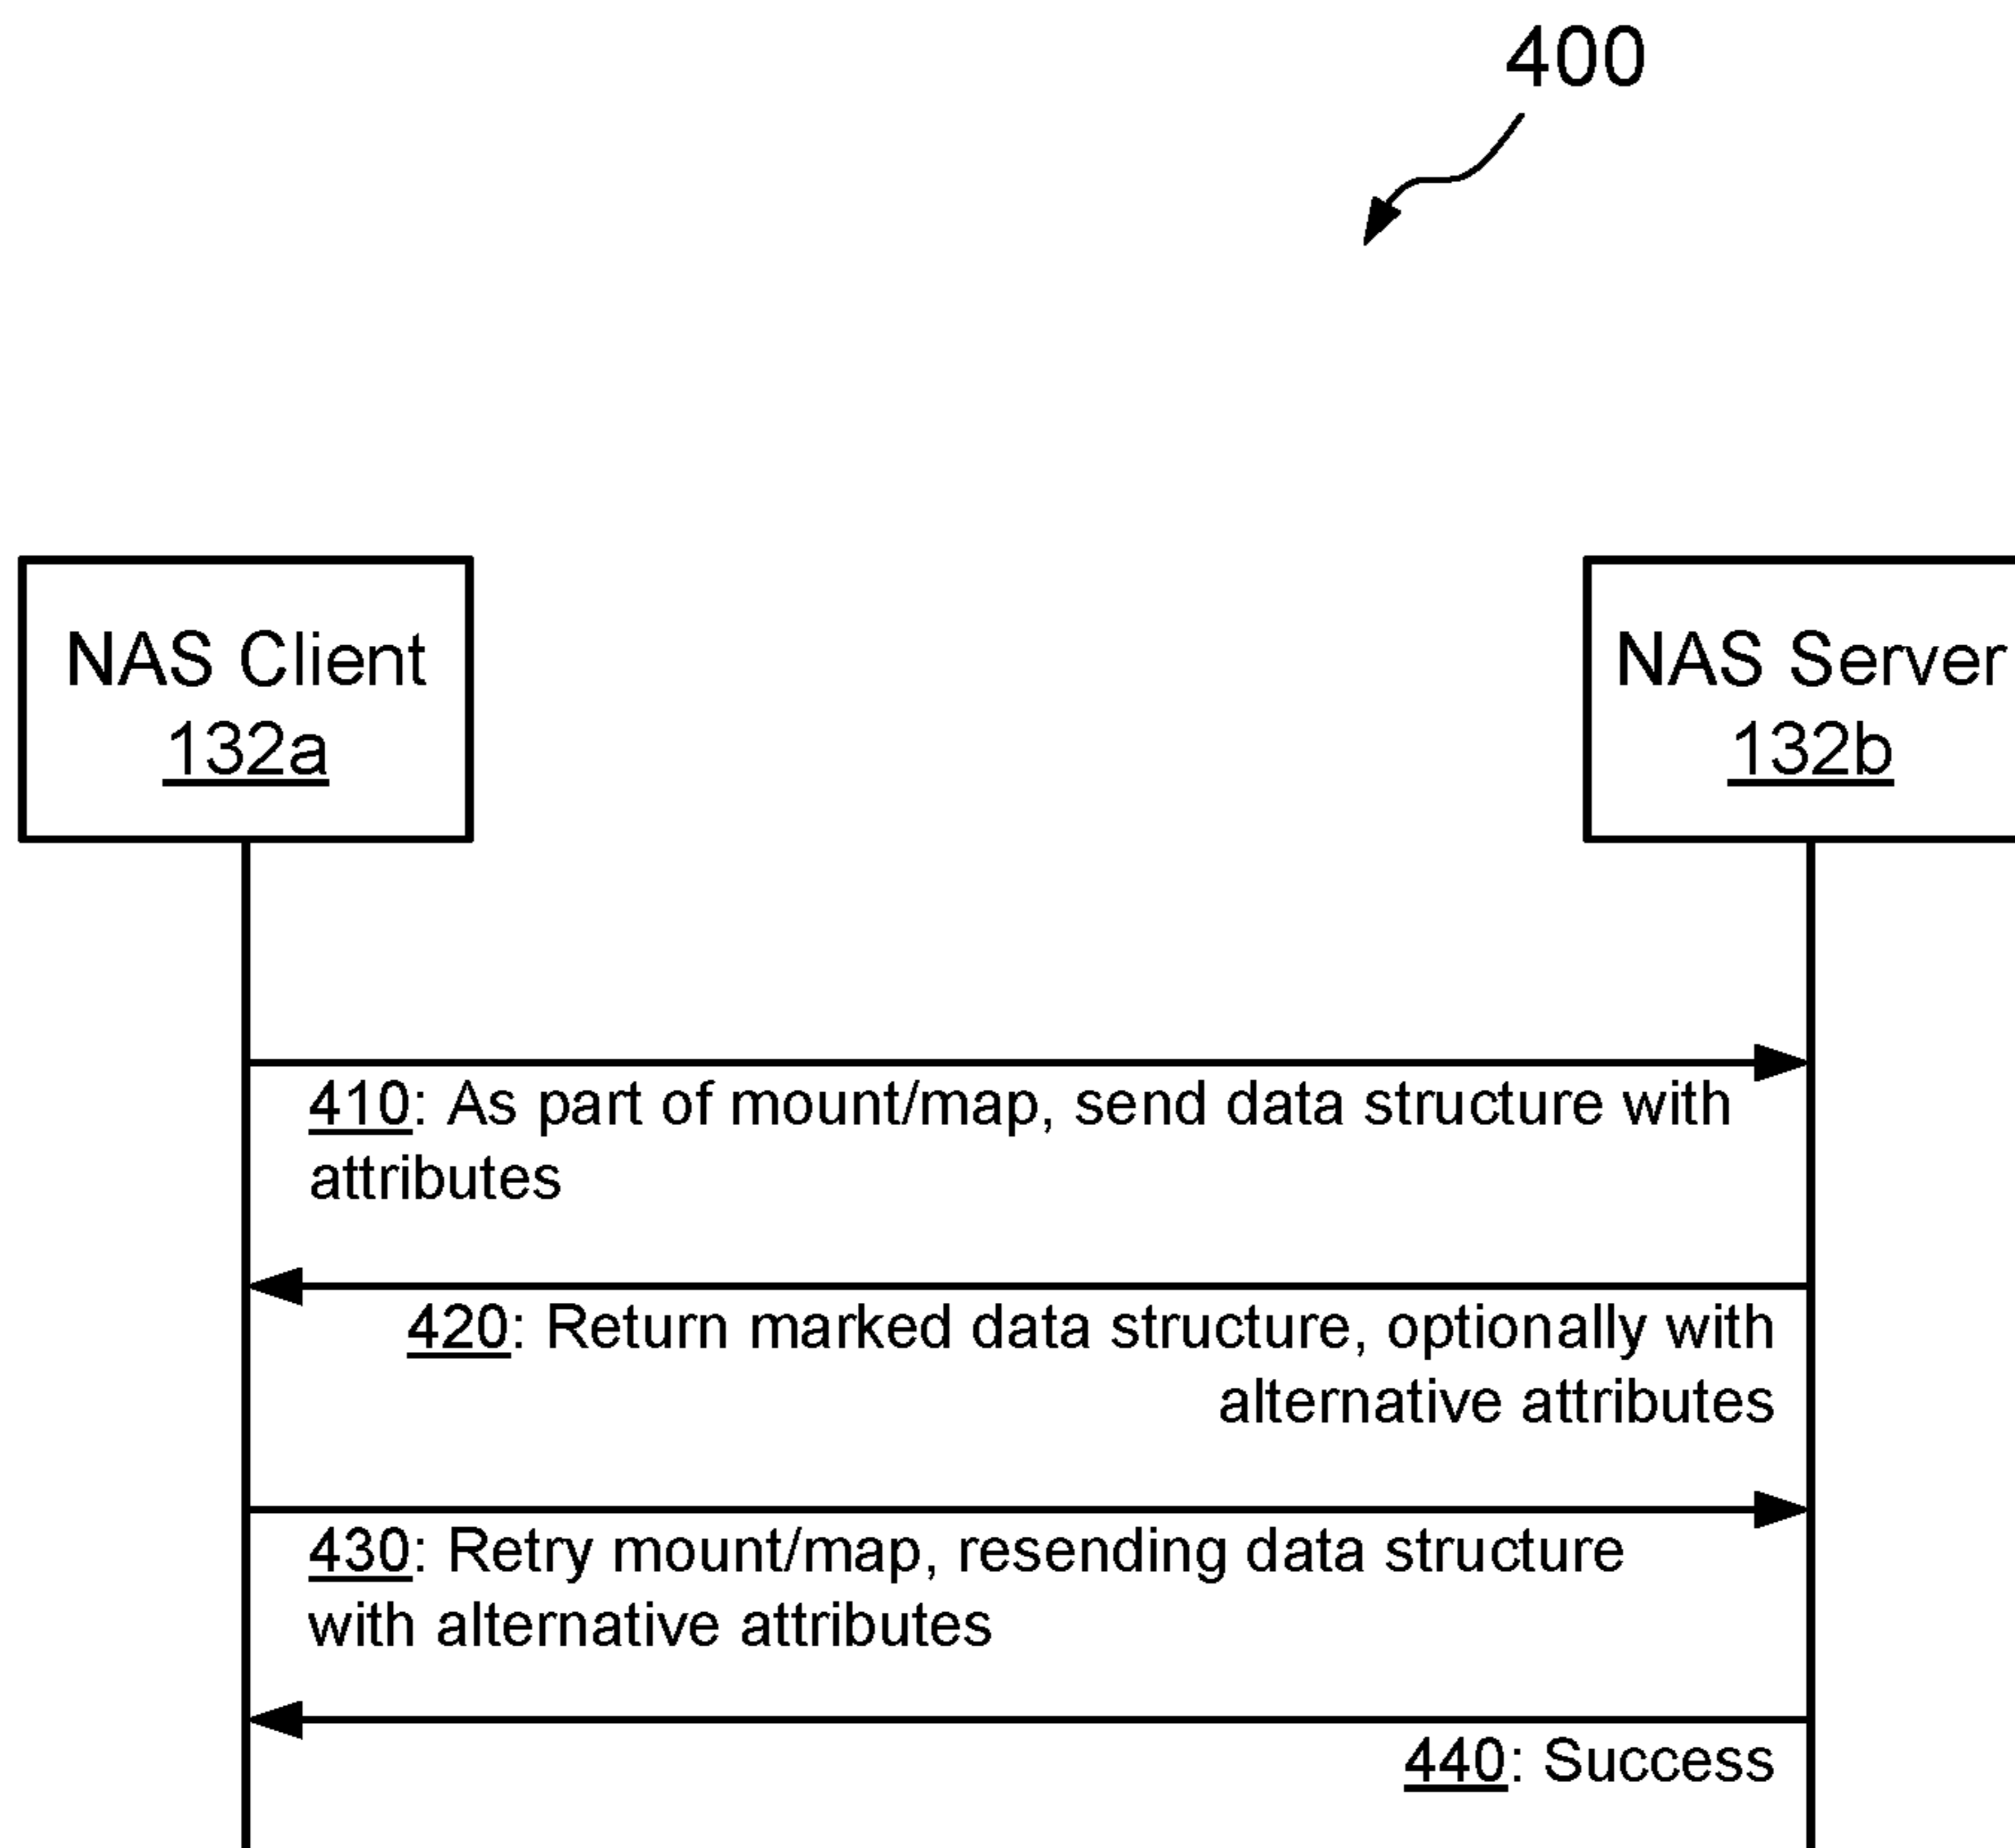 400
NAS Client
132a
NAS Server
132b
410: As part of mount/map, send data structure with
attributes
420: Return marked data structure, optionally with
alternative attributes
430: Retry mount/map, resending data structure
with alternative attributes
440: Success